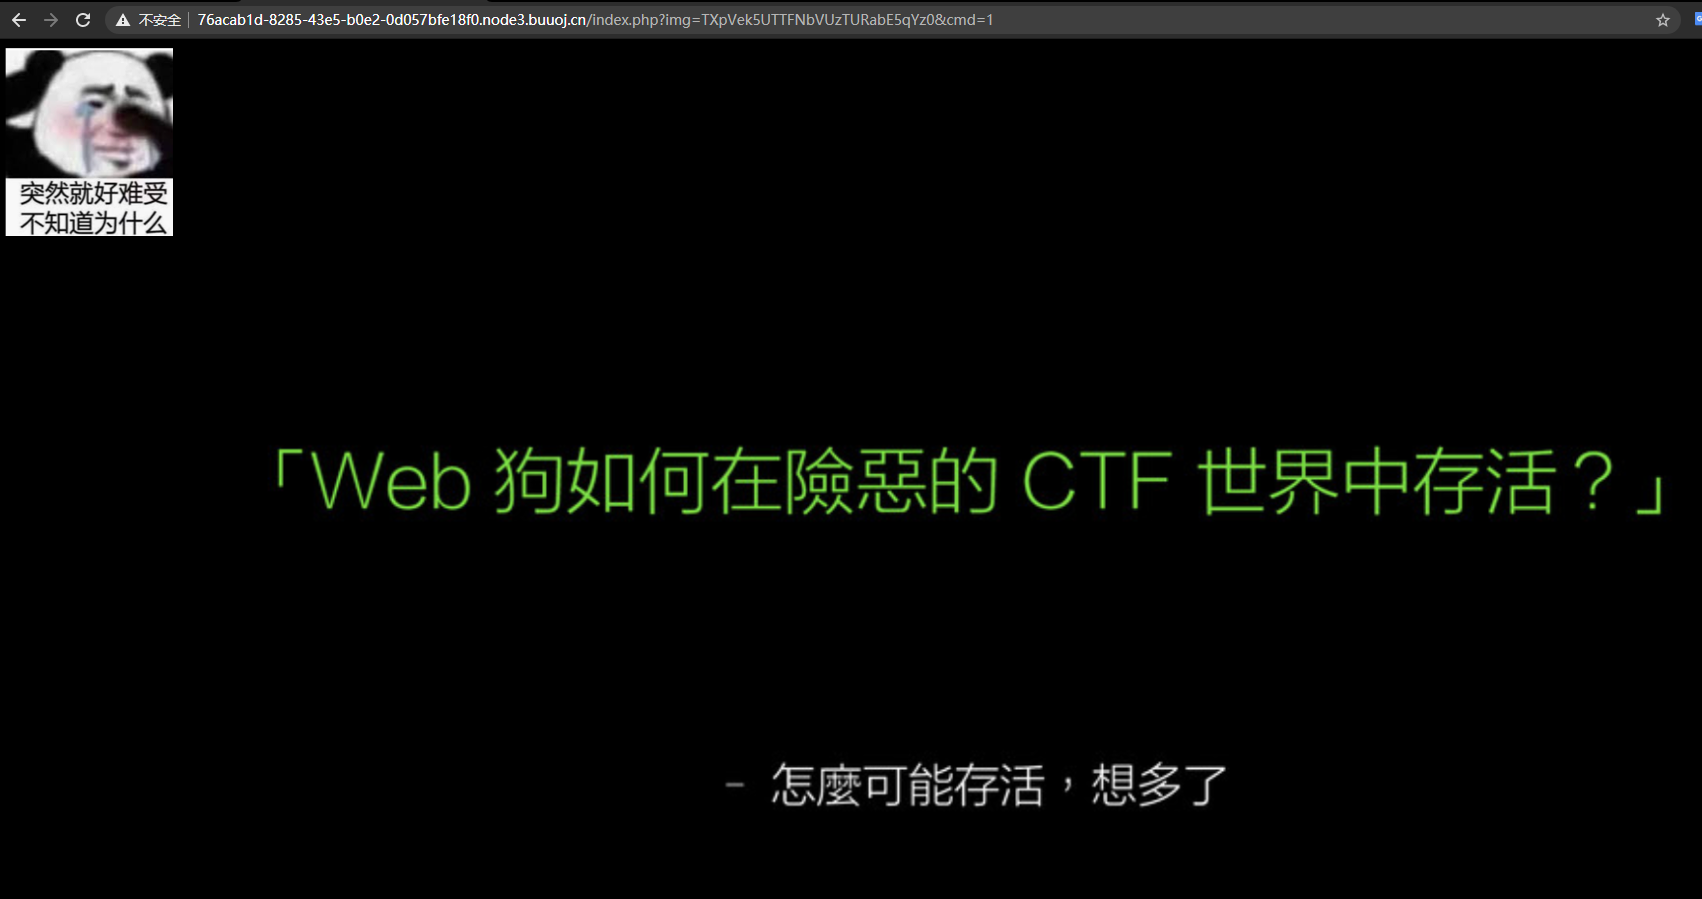 不安全 76acab1d-8285-43e5-b0e2-0d057bfe18f0.node3.buuoj.cn/index.php?img=TXpVek5UTTFNbVUzTURabE5qYz0&cmd=1
突然就好难受
不知道为什么
「Web 狗如何在險惡的 CTF 世界中存活？」
- 怎麼可能存活，想多了